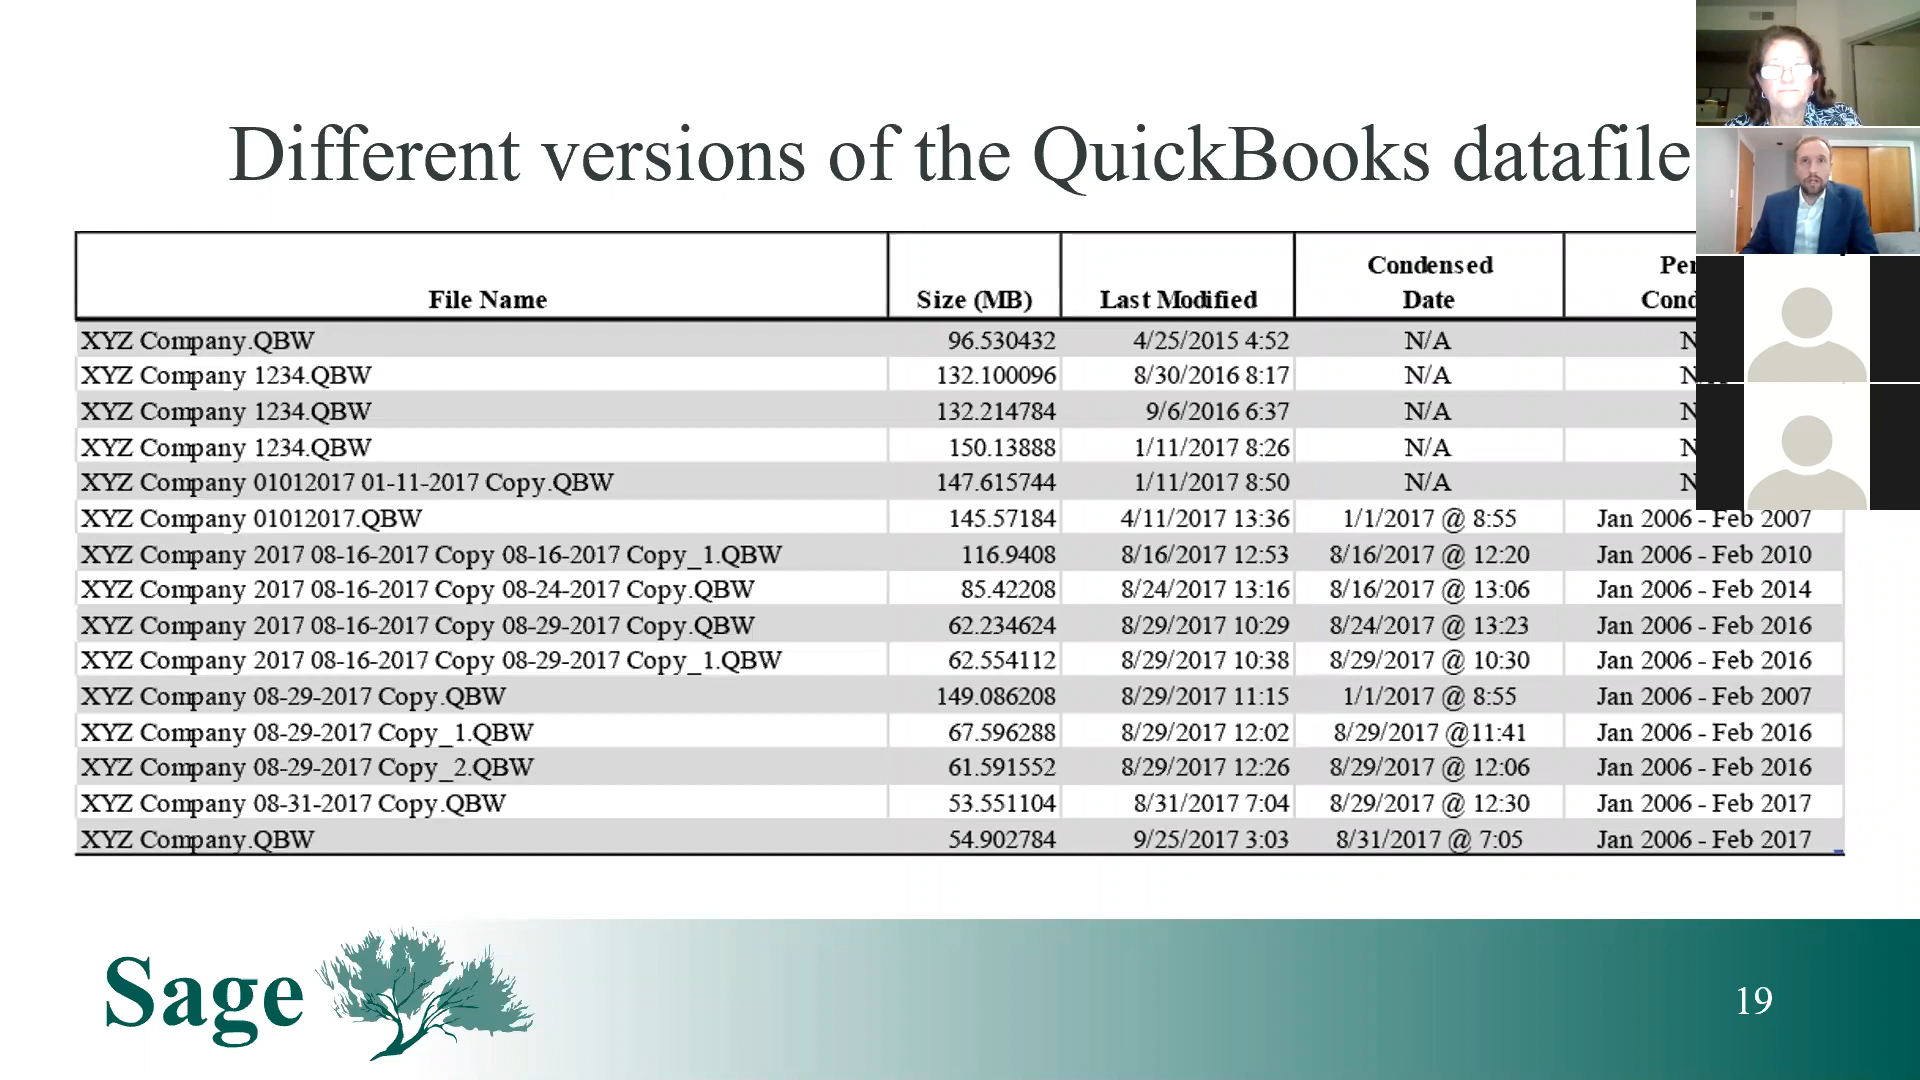 Different versions of the QuickBooks datafile
File Name Size (MB) Last Modified Condensed Date
XYZ Company.QBW 96.530432 4/25/2015 4:52 N/A
XYZ Company 1234.QBW 132.100096 8/30/2016 8:17 N/A
XYZ Company 1234.QBW 132.214784 9/6/2016 6:37 N/A
XYZ Company 1234.QBW 150.13888 1/11/2017 8:26 N/A
XYZ Company 01012017 01-11-2017 Copy.QBW 147.615744 1/11/2017 8:50 N/A
XYZ Company 01012017.QBW 145.57184 4/11/2017 13:36 1/1/2017 @ 8:55 Jan 2006 - Feb 2007
XYZ Company 2017 08-16-2017 Copy 08-16-2017 Copy_1.QBW 116.9408 8/16/2017 12:53 8/16/2017 @ 12:20 Jan 2006 - Feb 2010
XYZ Company 2017 08-16-2017 Copy 08-24-2017 Copy.QBW 85.42208 8/24/2017 13:16 8/16/2017 @ 13:06 Jan 2006 - Feb 2014
XYZ Company 2017 08-16-2017 Copy 08-29-2017 Copy.QBW 62.234624 8/29/2017 10:29 8/24/2017 @ 13:23 Jan 2006 - Feb 2016
XYZ Company 2017 08-16-2017 Copy 08-29-2017 Copy_1.QBW 62.554112 8/29/2017 10:38 8/29/2017 @ 10:30 Jan 2006 - Feb 2016
XYZ Company 08-29-2017 Copy.QBW 149.086208 8/29/2017 11:15 1/1/2017 @ 8:55 Jan 2006 - Feb 2007
XYZ Company 08-29-2017 Copy_1.QBW 67.596288 8/29/2017 12:02 8/29/2017 @11:41 Jan 2006 - Feb 2016
XYZ Company 08-29-2017 Copy_2.QBW 61.591552 8/29/2017 12:26 8/29/2017 @ 12:06 Jan 2006 - Feb 2016
XYZ Company 08-31-2017 Copy.QBW 53.551104 8/31/2017 7:04 8/29/2017 @ 12:30 Jan 2006 - Feb 2017
XYZ Company.QBW 54.902784 9/25/2017 3:03 8/31/2017 @ 7:05 Jan 2006 - Feb 2017
Sage
19